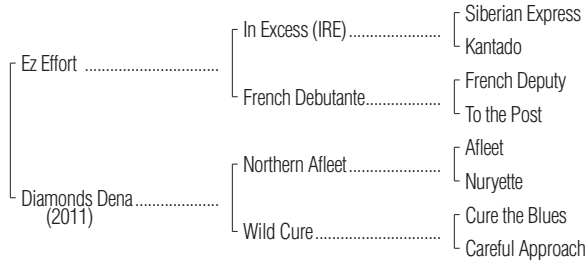 Siberian Express
In Excess (IRE) ....................
Kantado
Ez Effort ..............................
French Deputy
French Debutante ................
To the Post
Afleet
Northern Afleet ....................
Nuryette
Diamonds Dena ..................
(2011)
Cure the Blues
Wild Cure ............................
Careful Approach